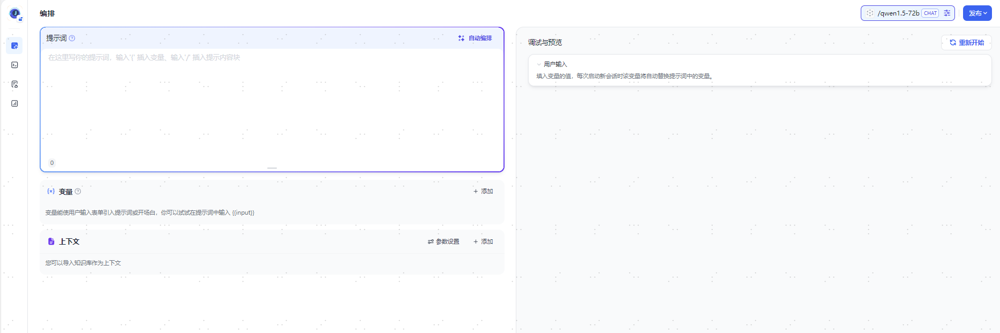 编排
/qwen1.5-72b CHAT
发布
提示词
自动编排
在这里写你的提示词，输入'{' 插入变量、输入'/' 插入提示内容块
0
变量
+ 添加
变量能使用户输入表单引入提示词或开场白，你可以试试在提示词中输入 {{input}}
上下文
参数设置
+ 添加
您可以导入知识库作为上下文
调试与预览
重新开始
用户输入
填入变量的值，每次启动新会话时该变量将自动替换提示词中的变量。